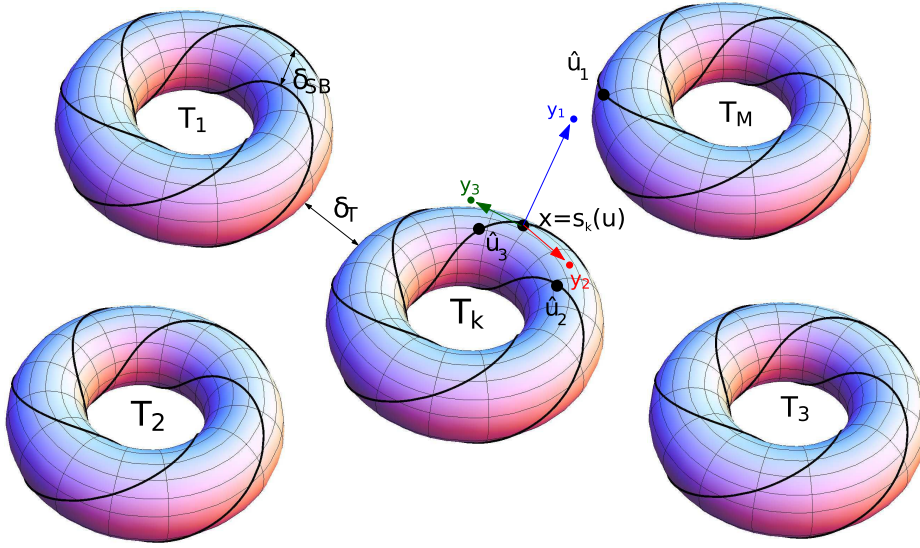 û₁
δSB
T₁
y₁
TM
y₃
δT
x=sₖ(u)
û₃
y₂
û₂
Tₖ
T₂
T₃